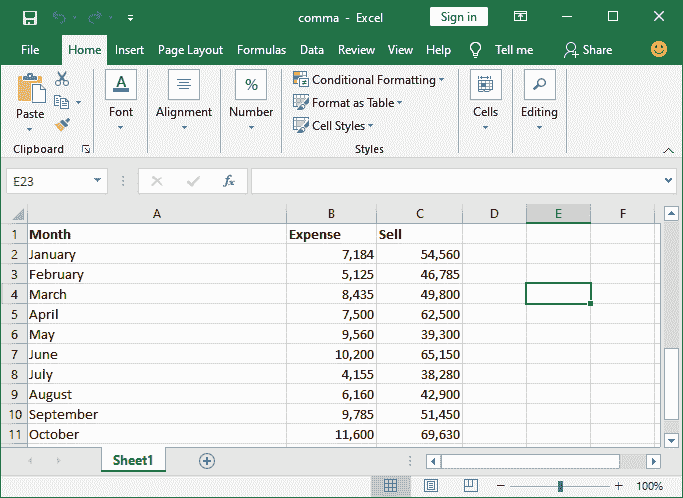 comma - Excel
Sign in
File Home Insert Page Layout Formulas Data Review View Help Tell me Share
Paste
Clipboard
A
Font
Alignment
%
Number
Conditional Formatting
Format as Table
Cell Styles
Styles
Cells
Editing
E23 fx
A B C D E F
1 Month Expense Sell
2 January 7,184 54,560
3 February 5,125 46,785
4 March 8,435 49,800
5 April 7,500 62,500
6 May 9,560 39,300
7 June 10,200 65,150
8 July 4,155 38,280
9 August 6,160 42,900
10 September 9,785 51,450
11 October 11,600 69,630
Sheet1
100%